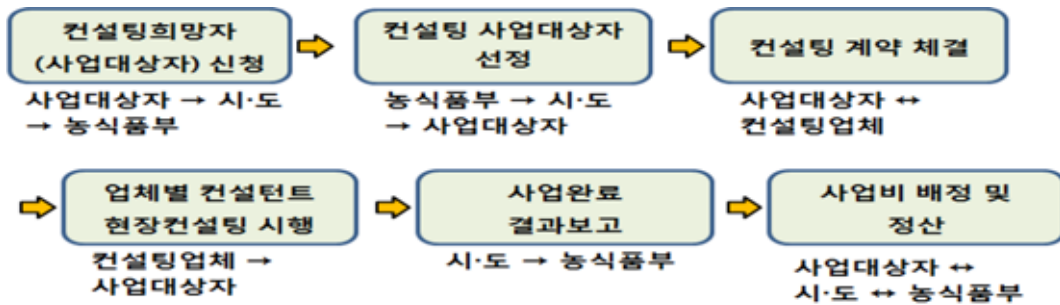 컨설팅희망자
(사업대상자) 신청
사업대상자 → 시·도
→ 농식품부
컨설팅 사업대상자
선정
농식품부 → 시·도
→ 사업대상자
컨설팅 계약 체결
사업대상자 ↔
컨설팅업체
업체별 컨설턴트
현장컨설팅 시행
컨설팅업체 →
사업대상자
사업완료
결과보고
시·도 → 농식품부
사업비 배정 및
정산
사업대상자 ↔
시·도 ↔ 농식품부